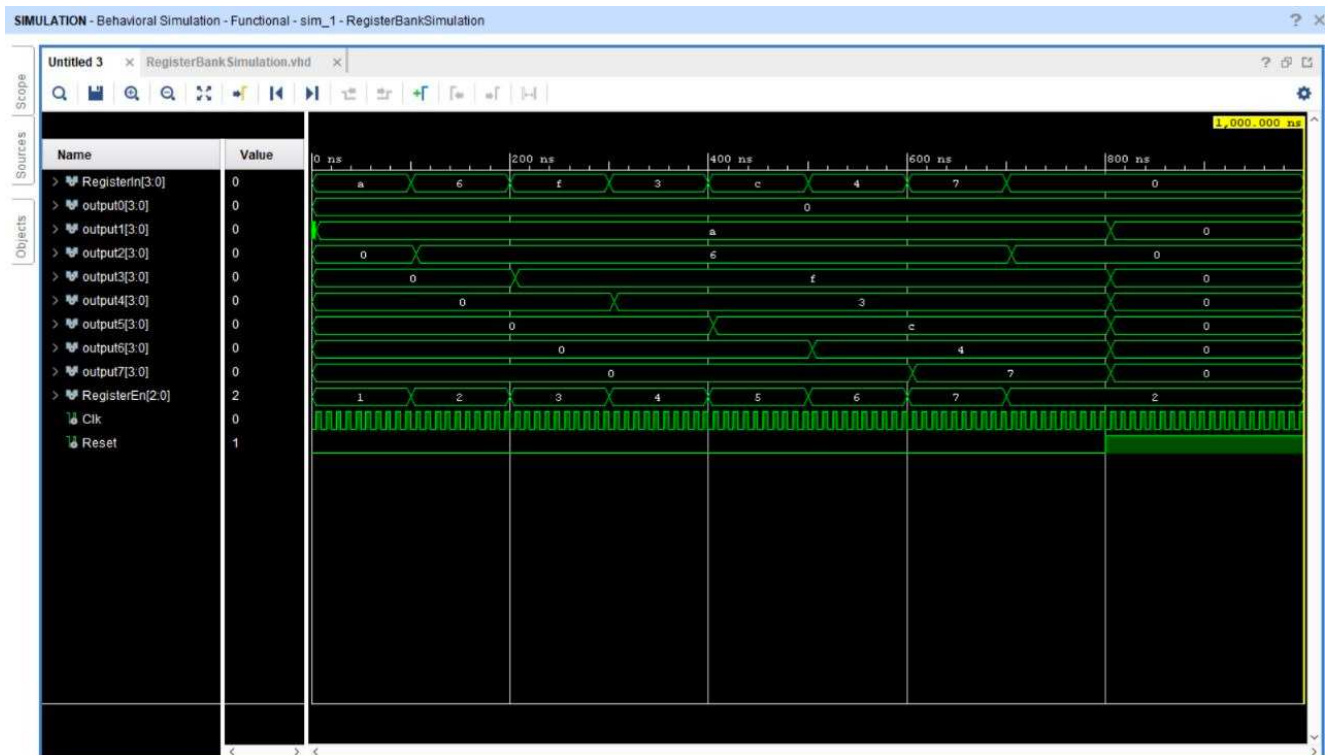 SIMULATION - Behavioral Simulation - Functional - sim_1 - RegisterBankSimulation
Untitled 3
RegisterBankSimulation.vhd
Scope
Sources
Objects
1,000.000 ns
Name Value
0 ns 200 ns 400 ns 600 ns 800 ns
RegisterIn[3:0] 0 a 6 f 3 c 4 7 0
output0[3:0] 0 0
output1[3:0] 0 a 0
output2[3:0] 0 0 6 0
output3[3:0] 0 0 f 0
output4[3:0] 0 0 3 0
output5[3:0] 0 0 c 0
output6[3:0] 0 0 4 0
output7[3:0] 0 0 7 0
RegisterEn[2:0] 2 1 2 3 4 5 6 7 2
Clk 0
Reset 1